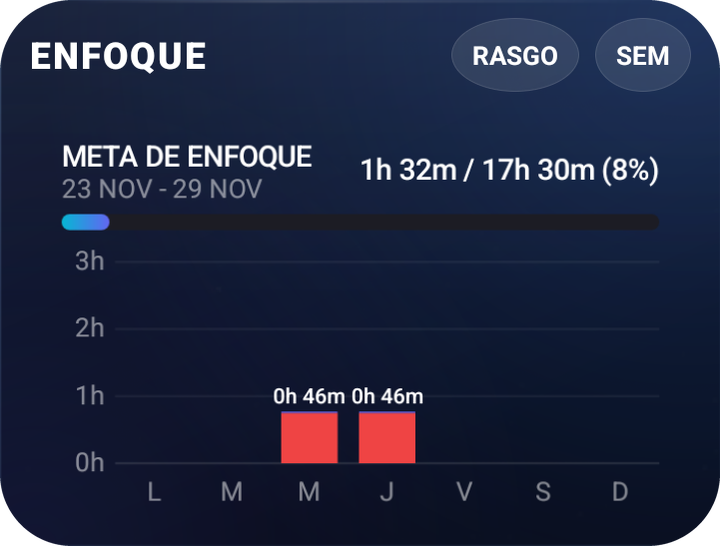 ENFOQUE
RASGO
SEM
META DE ENFOQUE
1h 32m / 17h 30m (8%)
23 NOV - 29 NOV
3h
2h
1h
0h 46m 0h 46m
0h
L M M J V S D